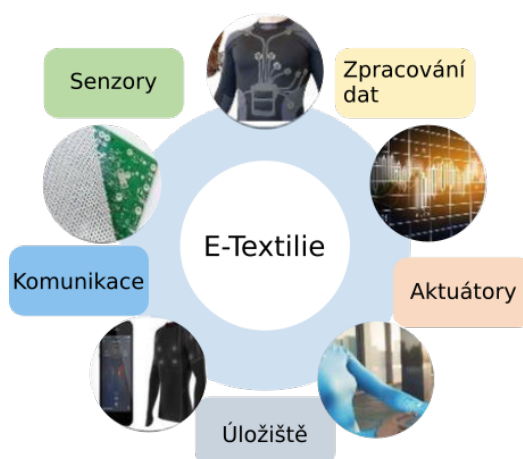 Senzory
Zpracování
dat
E-Textilie
Komunikace
Aktuátory
Úložiště